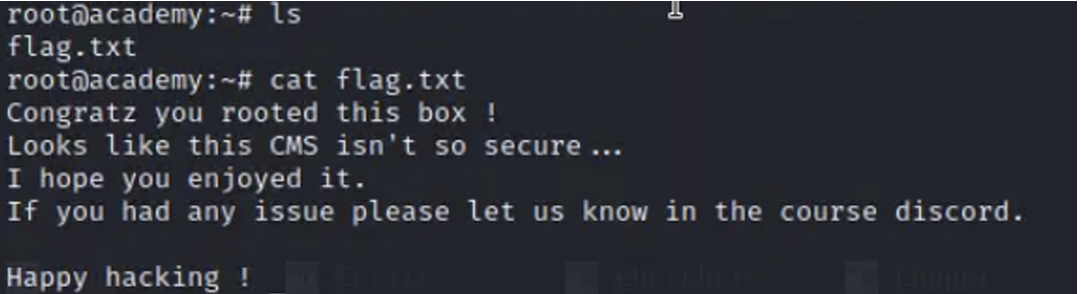 root@academy:~# ls
flag.txt
root@academy:~# cat flag.txt
Congratz you rooted this box !
Looks like this CMS isn't so secure...
I hope you enjoyed it.
If you had any issue please let us know in the course discord.
Happy hacking !